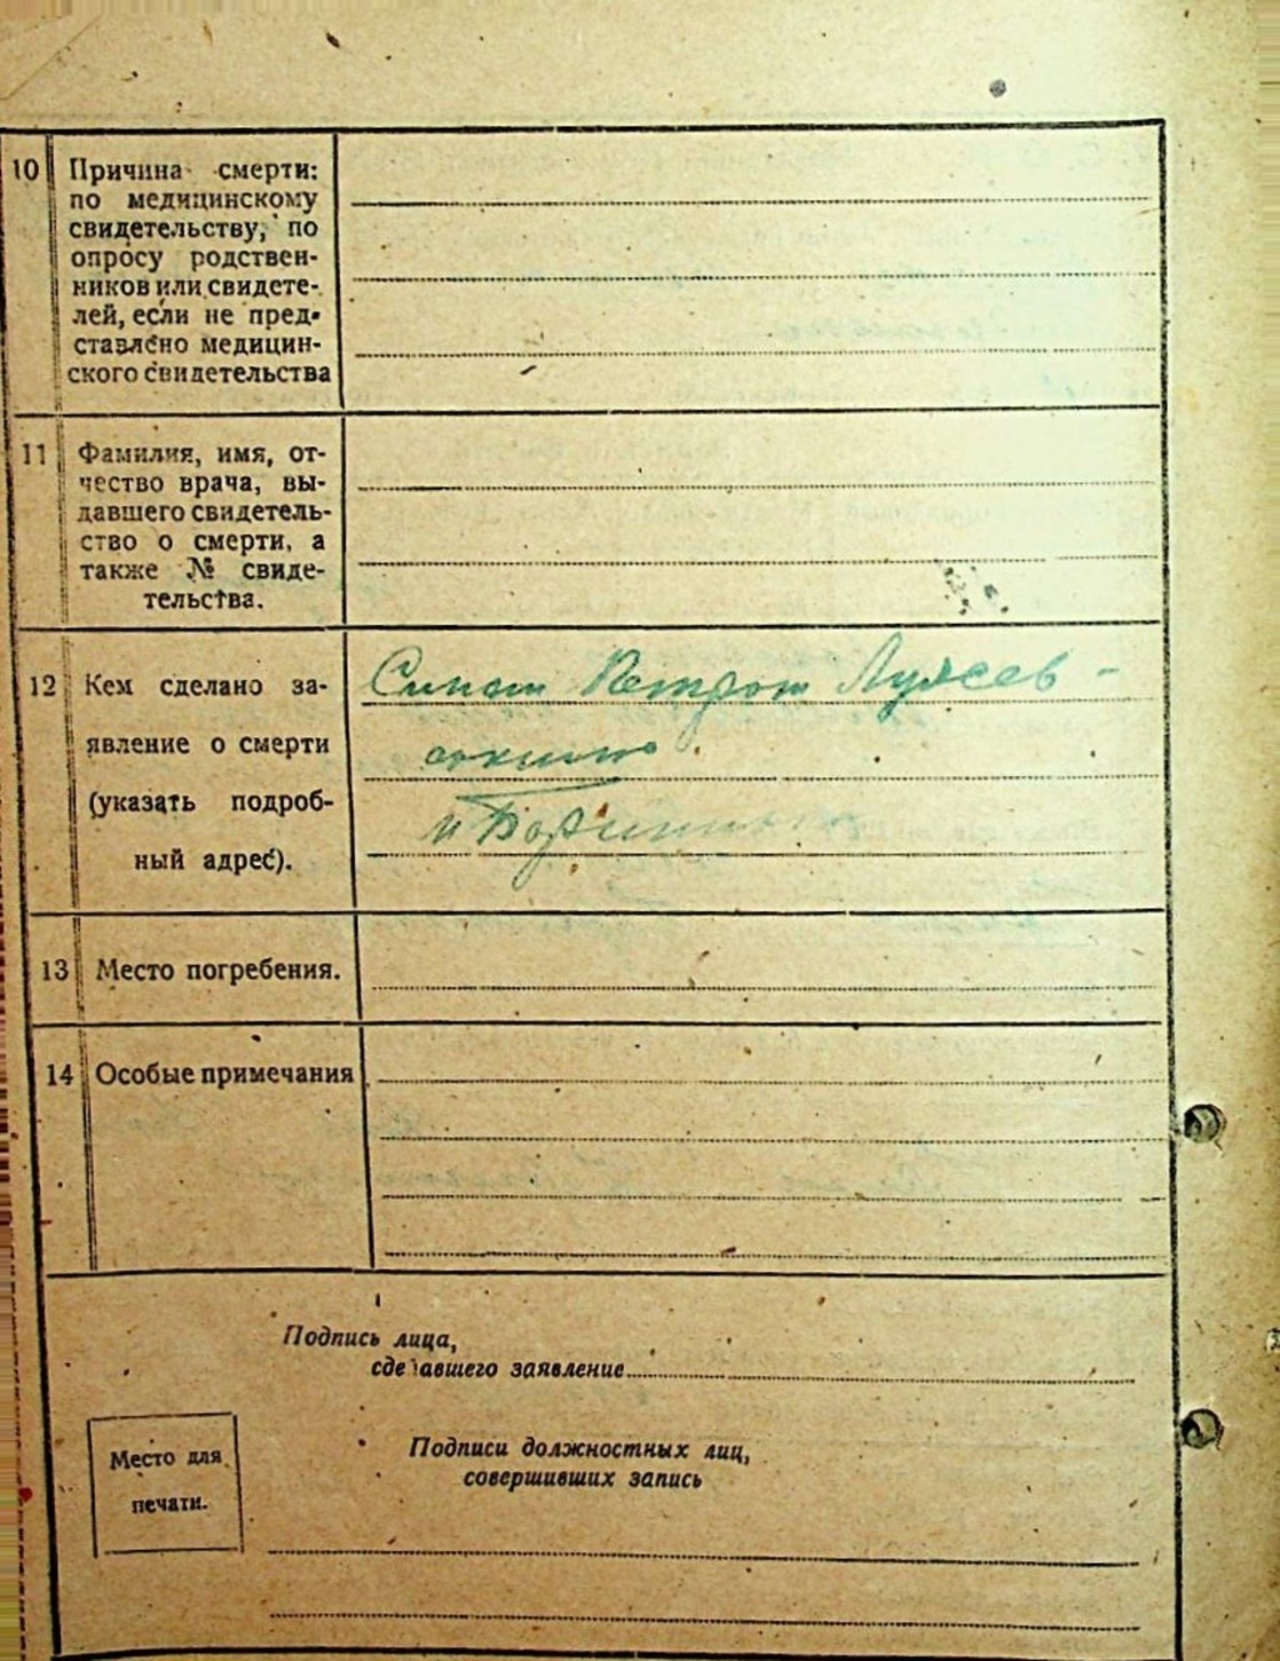 10 Причина смерти:
по медицинскому
свидетельству, по
опросу родствен-
ников или свидете-
лей, если не пред-
ставлено медицин-
ского свидетельства
11 Фамилия, имя, от-
чество врача, вы-
давшего свидетель-
ство о смерти, а
также № свиде-
тельства.
12 Кем сделано за-
явление о смерти
(указать подроб-
ный адрес).
Сыном Петром
13 Место погребения.
14 Особые примечания
Подпись лица,
сделавшего заявление
Место для
печати.
Подписи должностных лиц,
совершивших запись